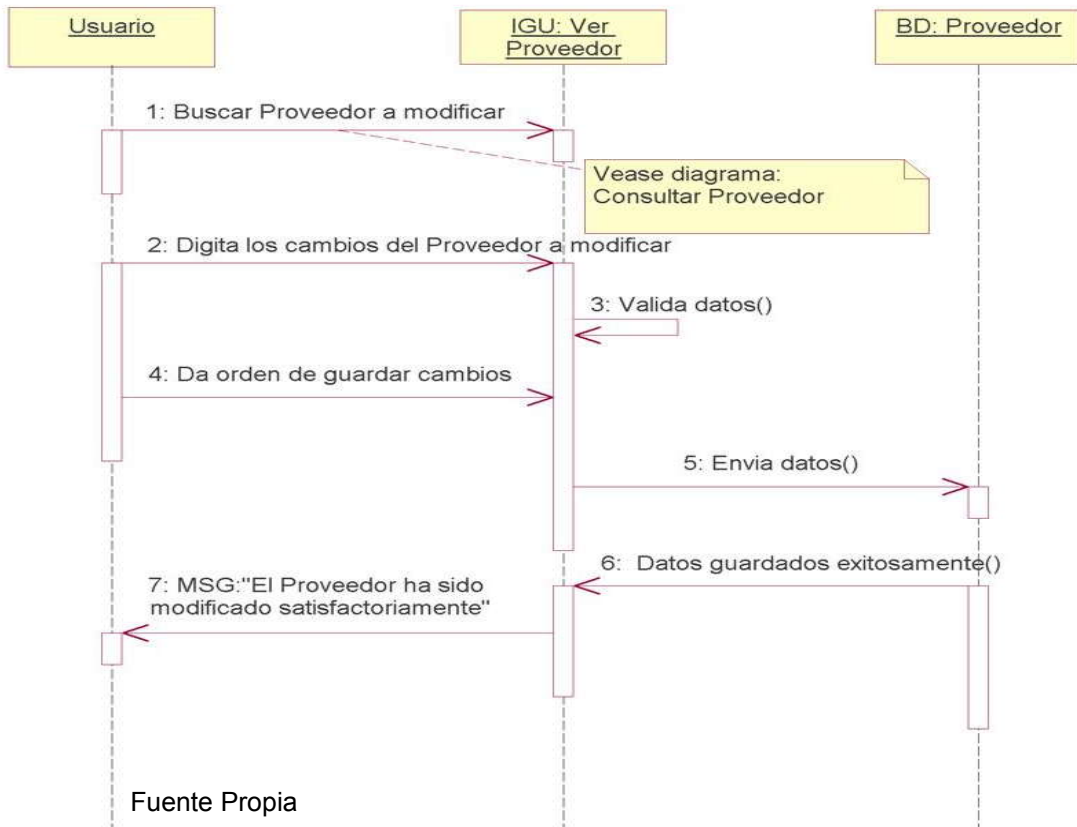 Usuario
IGU: Ver
Proveedor
BD: Proveedor
1: Buscar Proveedor a modificar
Vease diagrama:
Consultar Proveedor
2: Digita los cambios del Proveedor a modificar
3: Valida datos()
4: Da orden de guardar cambios
5: Envia datos()
6: Datos guardados exitosamente()
7: MSG:"El Proveedor ha sido
modificado satisfactoriamente"
Fuente Propia